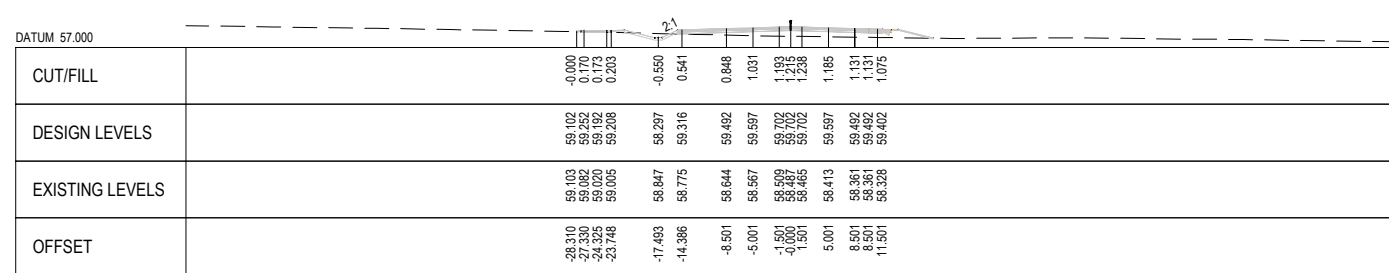 2:1
DATUM 57.000
CUT/FILL -0.000 0.170 0.173 0.203 -0.550 0.541 0.848 1.031 1.193 1.215 1.238 1.185 1.131 1.131 1.075
DESIGN LEVELS 59.102 59.252 59.192 59.208 58.297 59.316 59.492 59.597 59.702 59.702 59.702 59.597 59.492 59.492 59.402
EXISTING LEVELS 59.103 59.082 59.020 59.005 58.847 58.775 58.644 58.567 58.509 58.487 58.465 58.413 58.361 58.361 58.328
OFFSET -28.310 -27.330 -24.325 -23.748 -17.493 -14.386 -8.501 -5.001 -1.501 -0.000 1.501 5.001 8.501 8.501 11.501